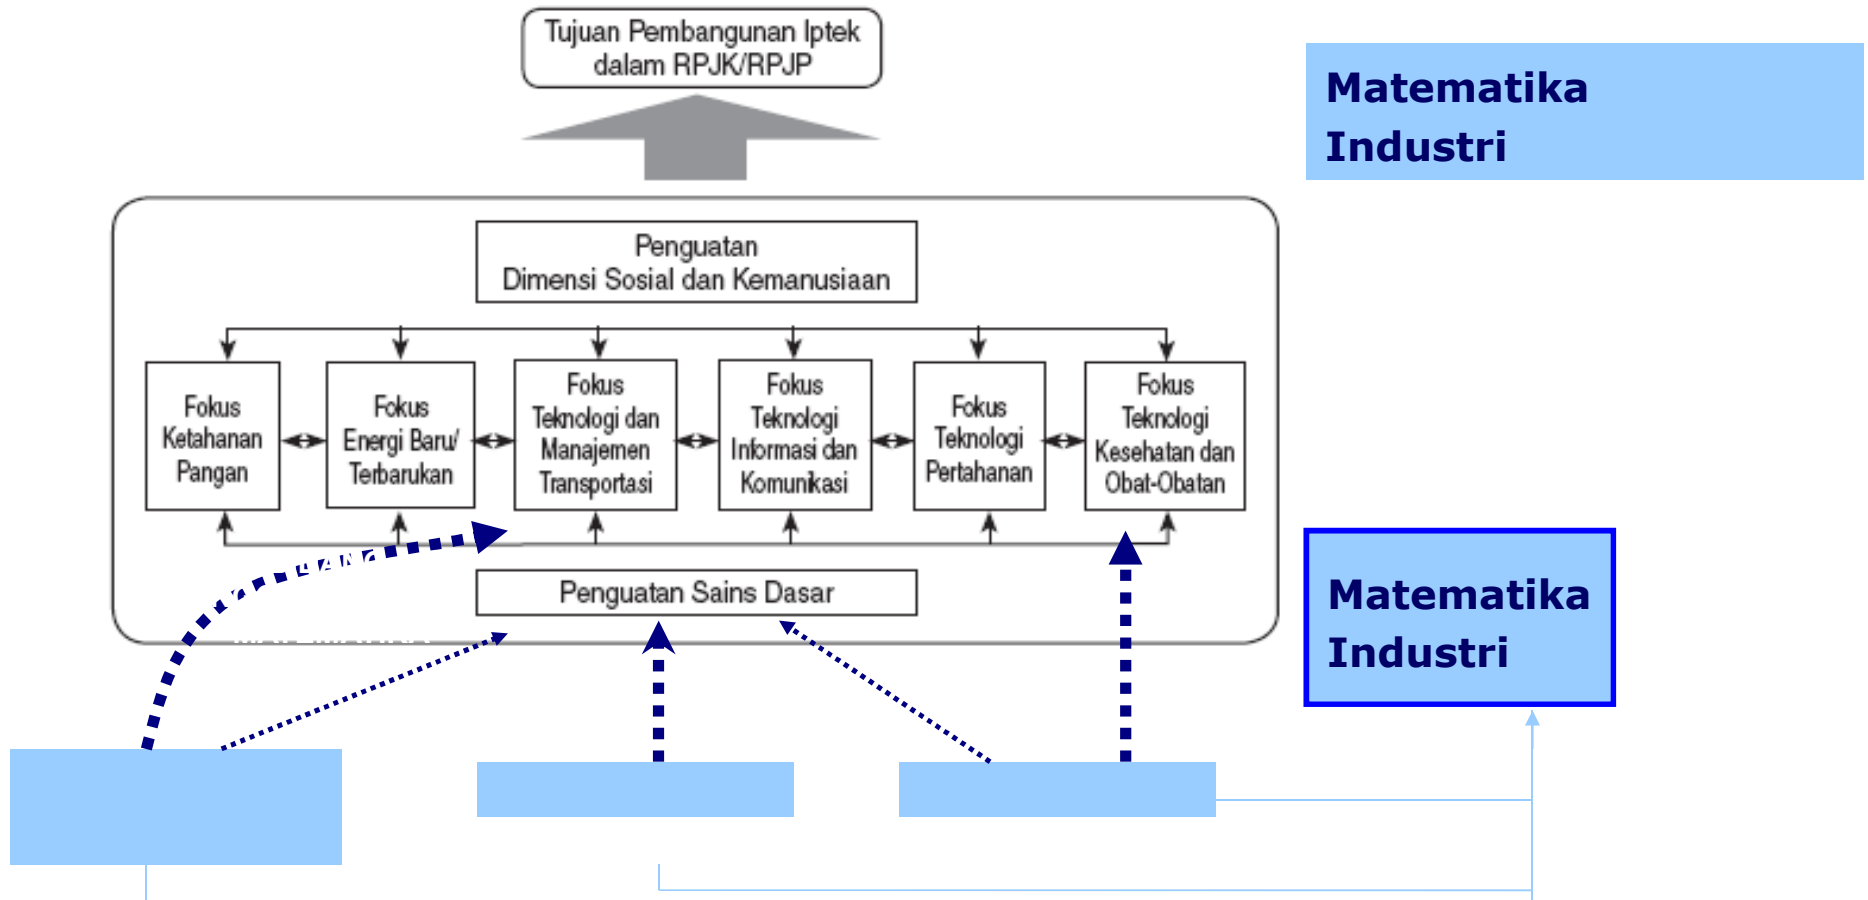 Tujuan Pembangunan Iptek
dalam RPJK/RPJP
Matematika
Industri
Penguatan
Dimensi Sosial dan Kemanusiaan
Fokus
Ketahanan
Pangan
Fokus
Energi Baru/
Terbarukan
Fokus
Teknologi dan
Manajemen
Transportasi
Fokus
Teknologi
Informasi dan
Komunikasi
Fokus
Teknologi
Pertahanan
Fokus
Teknologi
Kesehatan dan
Obat-Obatan
Penguatan Sains Dasar
Matematika
Industri